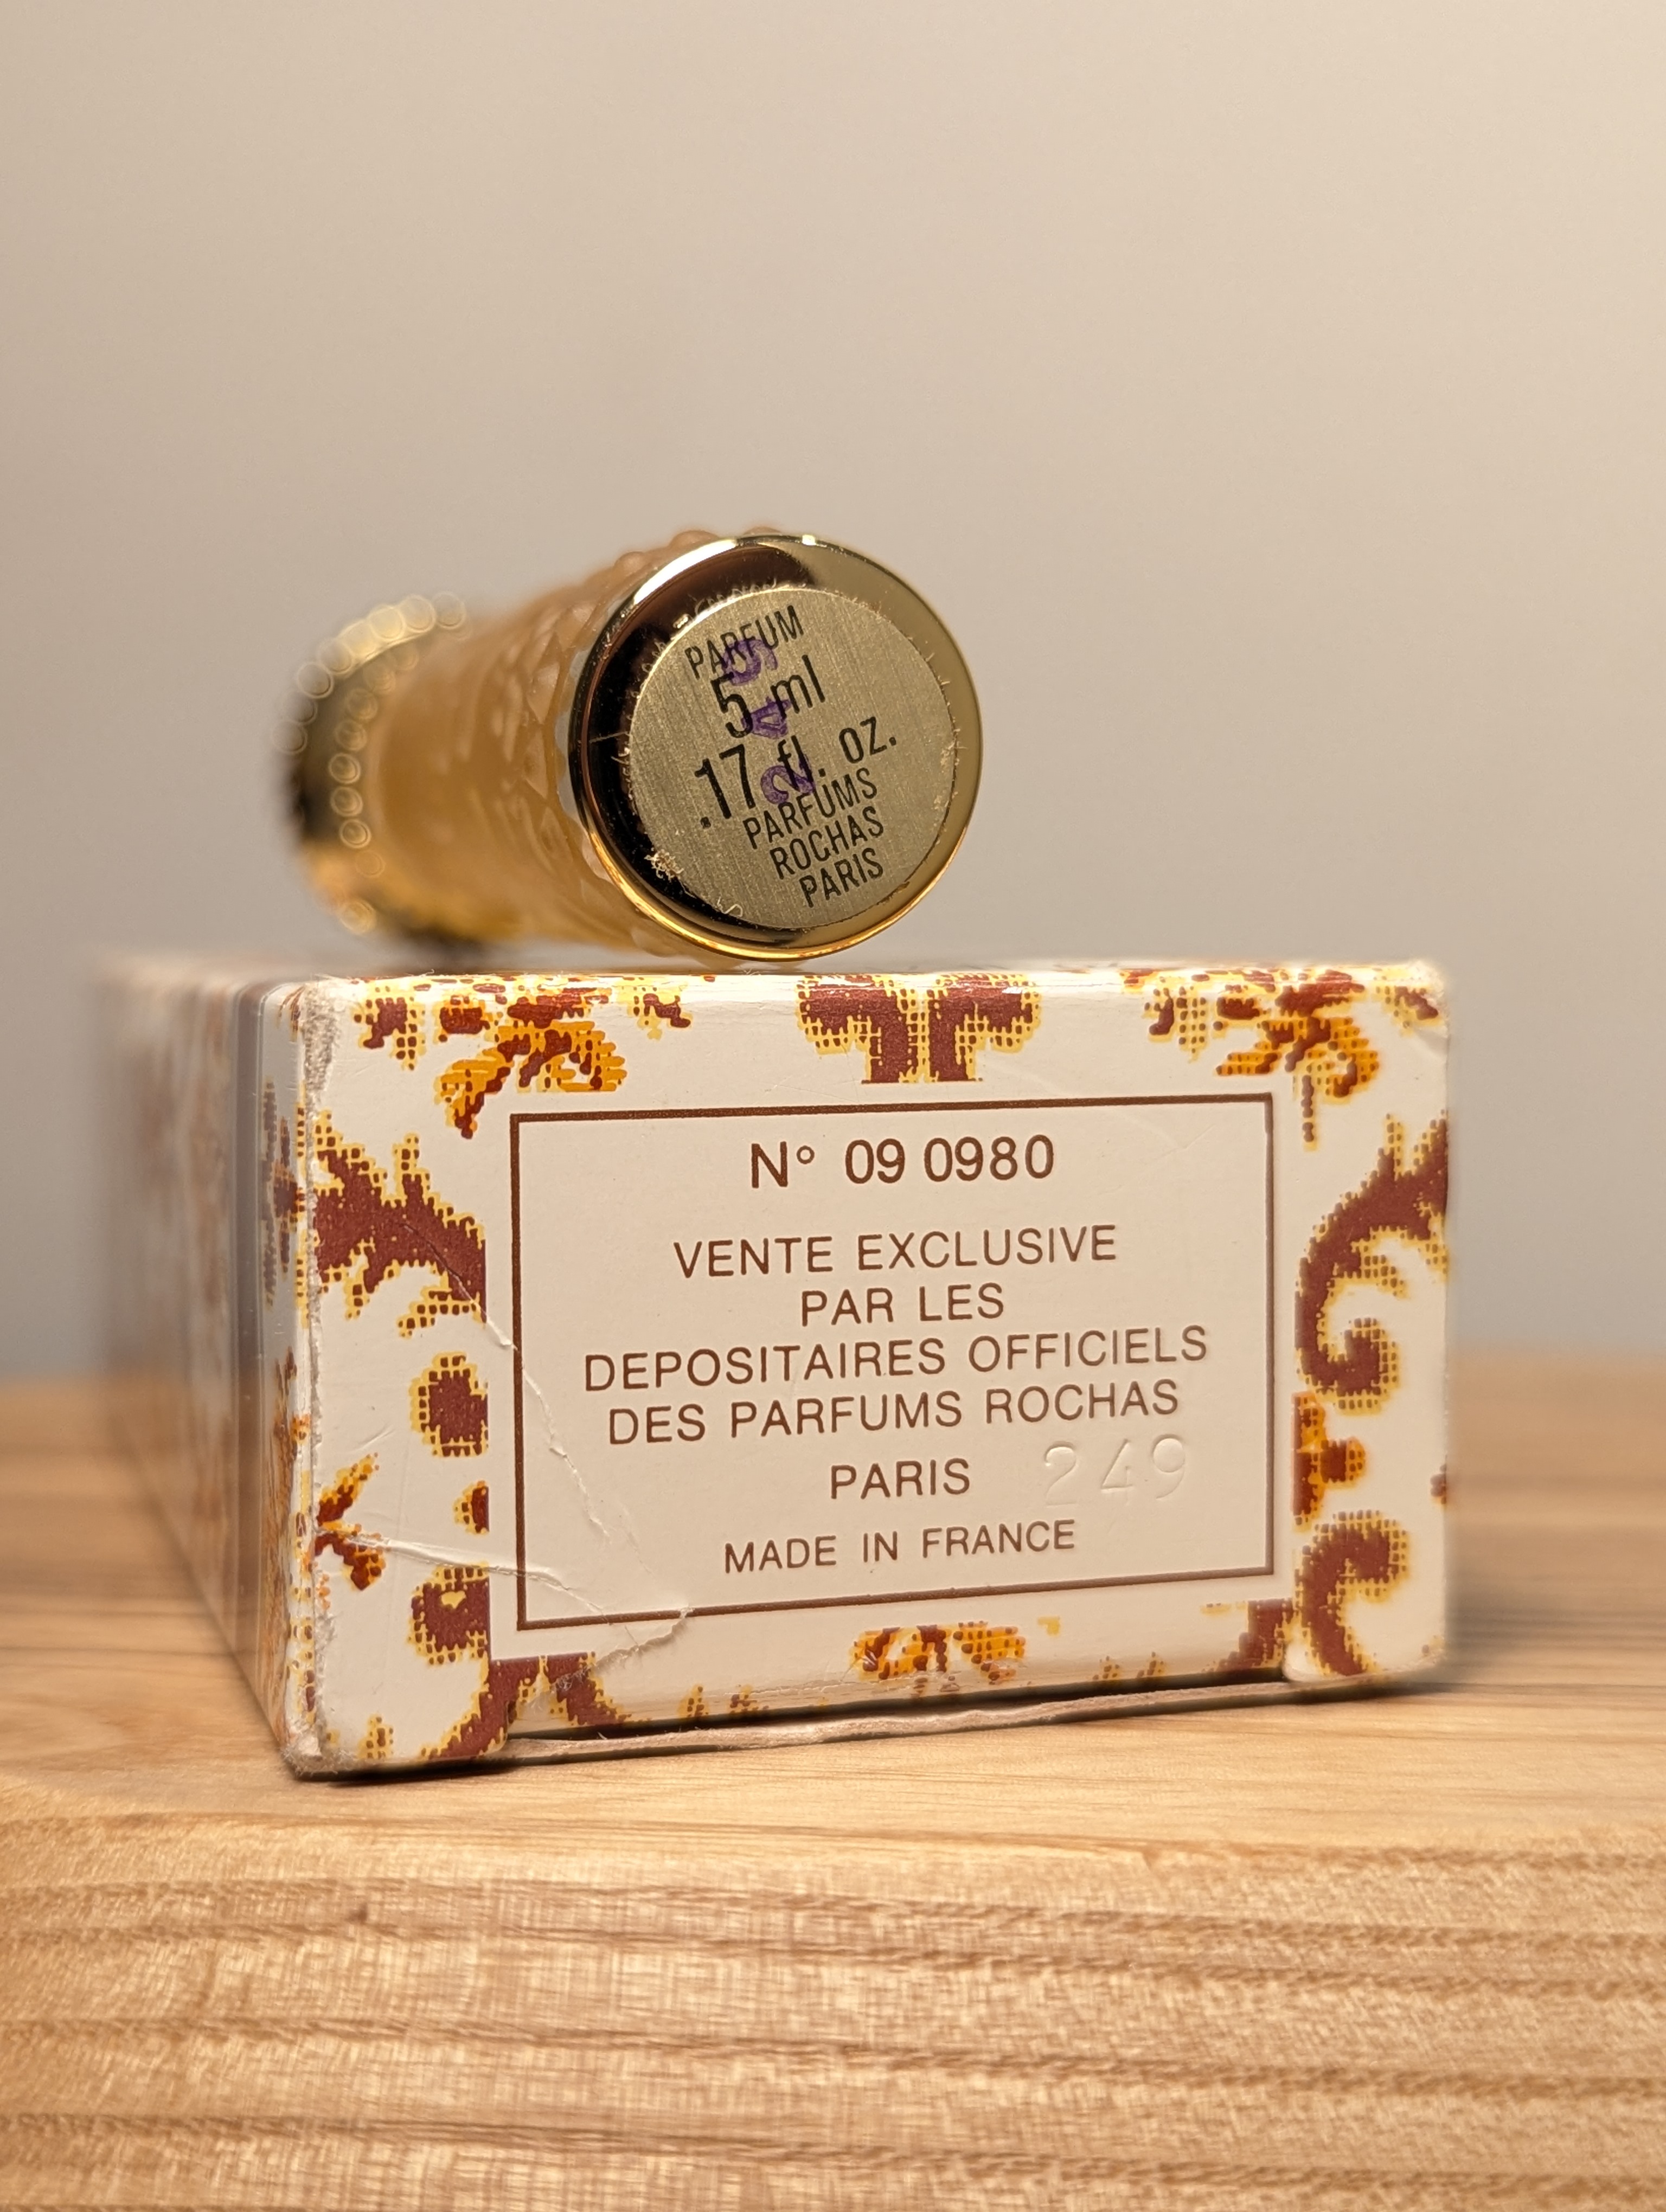 PARFUM
5 ml
.17 fl. oz.
PARFUMS
ROCHAS
PARIS
249
N° 09 0980
VENTE EXCLUSIVE
PAR LES
DEPOSITAIRES OFFICIELS
DES PARFUMS ROCHAS
PARIS 249
MADE IN FRANCE